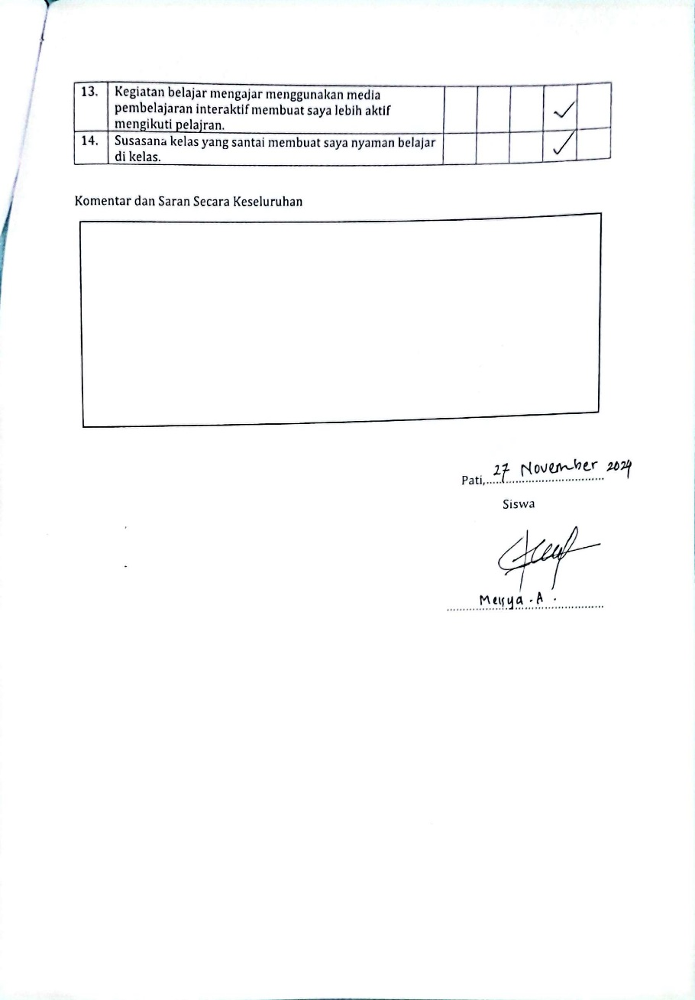 13. Kegiatan belajar mengajar menggunakan media
pembelajaran interaktif membuat saya lebih aktif
mengikuti pelajran.
14. Susasana kelas yang santai membuat saya nyaman belajar
di kelas.
Komentar dan Saran Secara Keseluruhan
Pati, 27 November 2024
Siswa
Meisya . A .